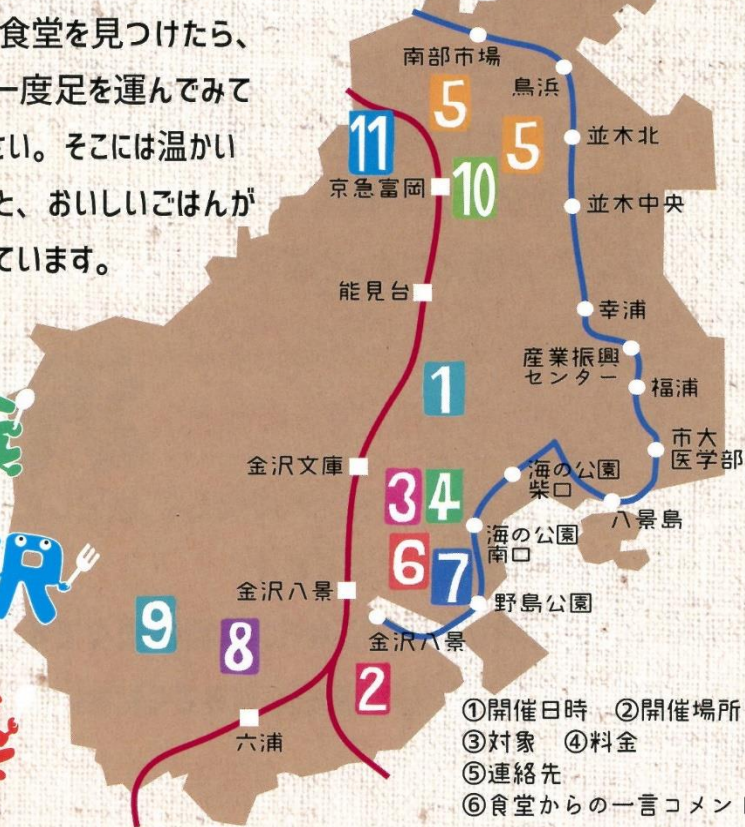 食堂を見つけたら、
一度足を運んでみて
さい。そこには温かい
と、おいしいごはんが
ています。
南部市場
鳥浜
5
5
並木北
11
京急富岡
10
並木中央
能見台
幸浦
産業振興
センター
1
福浦
市大
医学部
金沢文庫
海の公園
柴口
3
4
八景島
海の公園
南口
6
7
金沢八景
野島公園
9
8
金沢八景
2
六浦
①開催日時 ②開催場所
③対象 ④料金
⑤連絡先
⑥食堂からの一言コメント
R